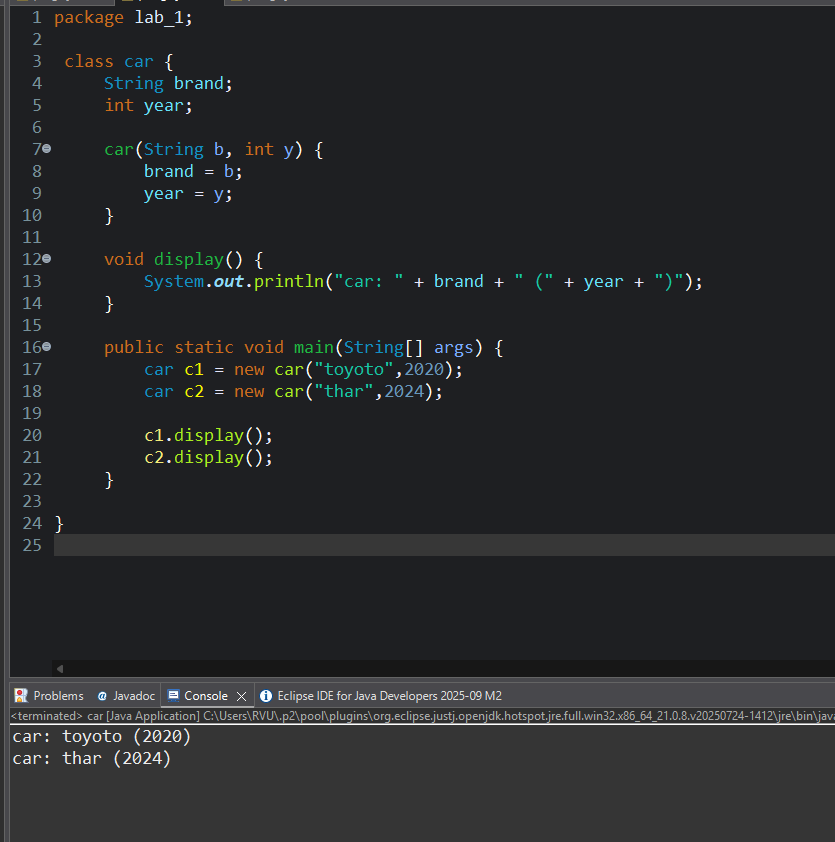 1 package lab_1;
2
3 class car {
4 String brand;
5 int year;
6
7 car(String b, int y) {
8 brand = b;
9 year = y;
10 }
11
12 void display() {
13 System.out.println("car: " + brand + " (" + year + ")");
14 }
15
16 public static void main(String[] args) {
17 car c1 = new car("toyoto",2020);
18 car c2 = new car("thar",2024);
19
20 c1.display();
21 c2.display();
22 }
23
24 }
25
Problems @ Javadoc Console Eclipse IDE for Java Developers 2025-09 M2
<terminated> car [Java Application] C:\Users\RVU\.p2\pool\plugins\org.eclipse.justj.openjdk.hotspot.jre.full.win32.x86_64_21.0.8.v20250724-1412\jre\bin\java
car: toyoto (2020)
car: thar (2024)